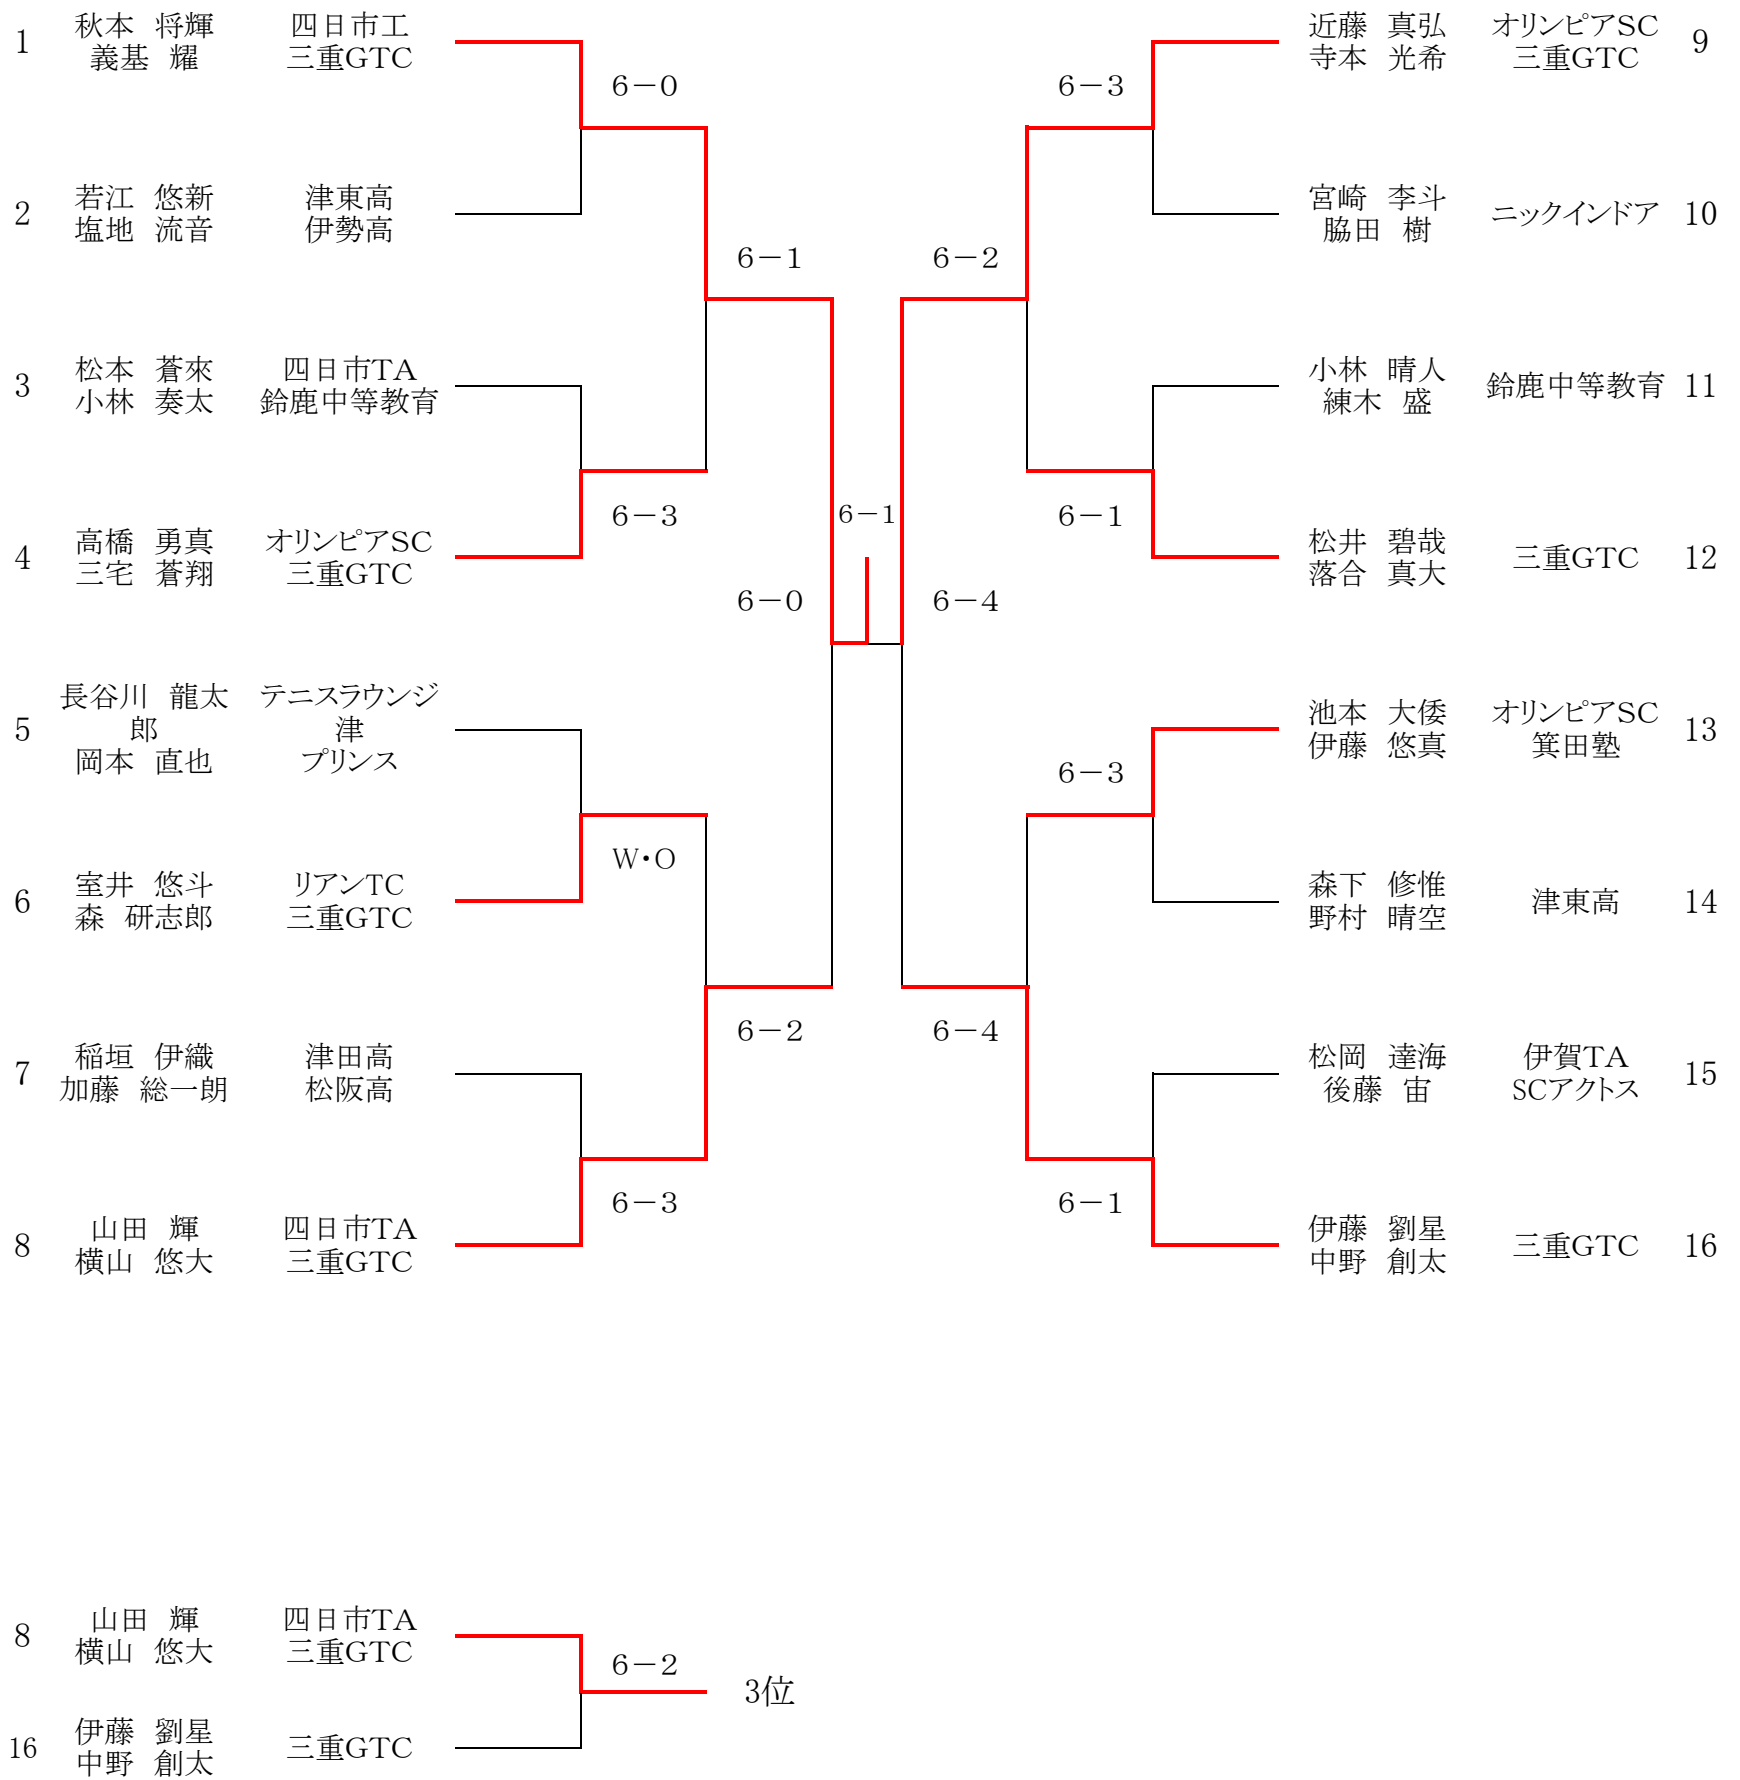 1 秋本 将輝 四日市工
義基 耀 三重GTC
6－0
2 若江 悠新 津東高
塩地 流音 伊勢高
6－1
3 松本 蒼來 四日市TA
小林 奏太 鈴鹿中等教育
6－3
4 高橋 勇真 オリンピアSC
三宅 蒼翔 三重GTC
6－0
5 長谷川 龍太 テニスラウンジ
郎 津
岡本 直也 プリンス
W・O
6 室井 悠斗 リアンTC
森 研志郎 三重GTC
6－2
7 稲垣 伊織 津田高
加藤 総一朗 松阪高
6－3
8 山田 輝 四日市TA
横山 悠大 三重GTC
6－1
近藤 真弘 オリンピアSC 9
寺本 光希 三重GTC
6－3
宮崎 李斗 ニックインドア 10
脇田 樹
6－2
小林 晴人 鈴鹿中等教育 11
練木 盛
6－1
松井 碧哉 三重GTC 12
落合 真大
6－4
池本 大倭 オリンピアSC 13
伊藤 悠真 箕田塾
6－3
森下 修惟 津東高 14
野村 晴空
6－4
松岡 達海 伊賀TA 15
後藤 宙 SCアクトス
6－1
伊藤 劉星 三重GTC 16
中野 創太
8 山田 輝 四日市TA
横山 悠大 三重GTC
6－2
3位
16 伊藤 劉星 三重GTC
中野 創太